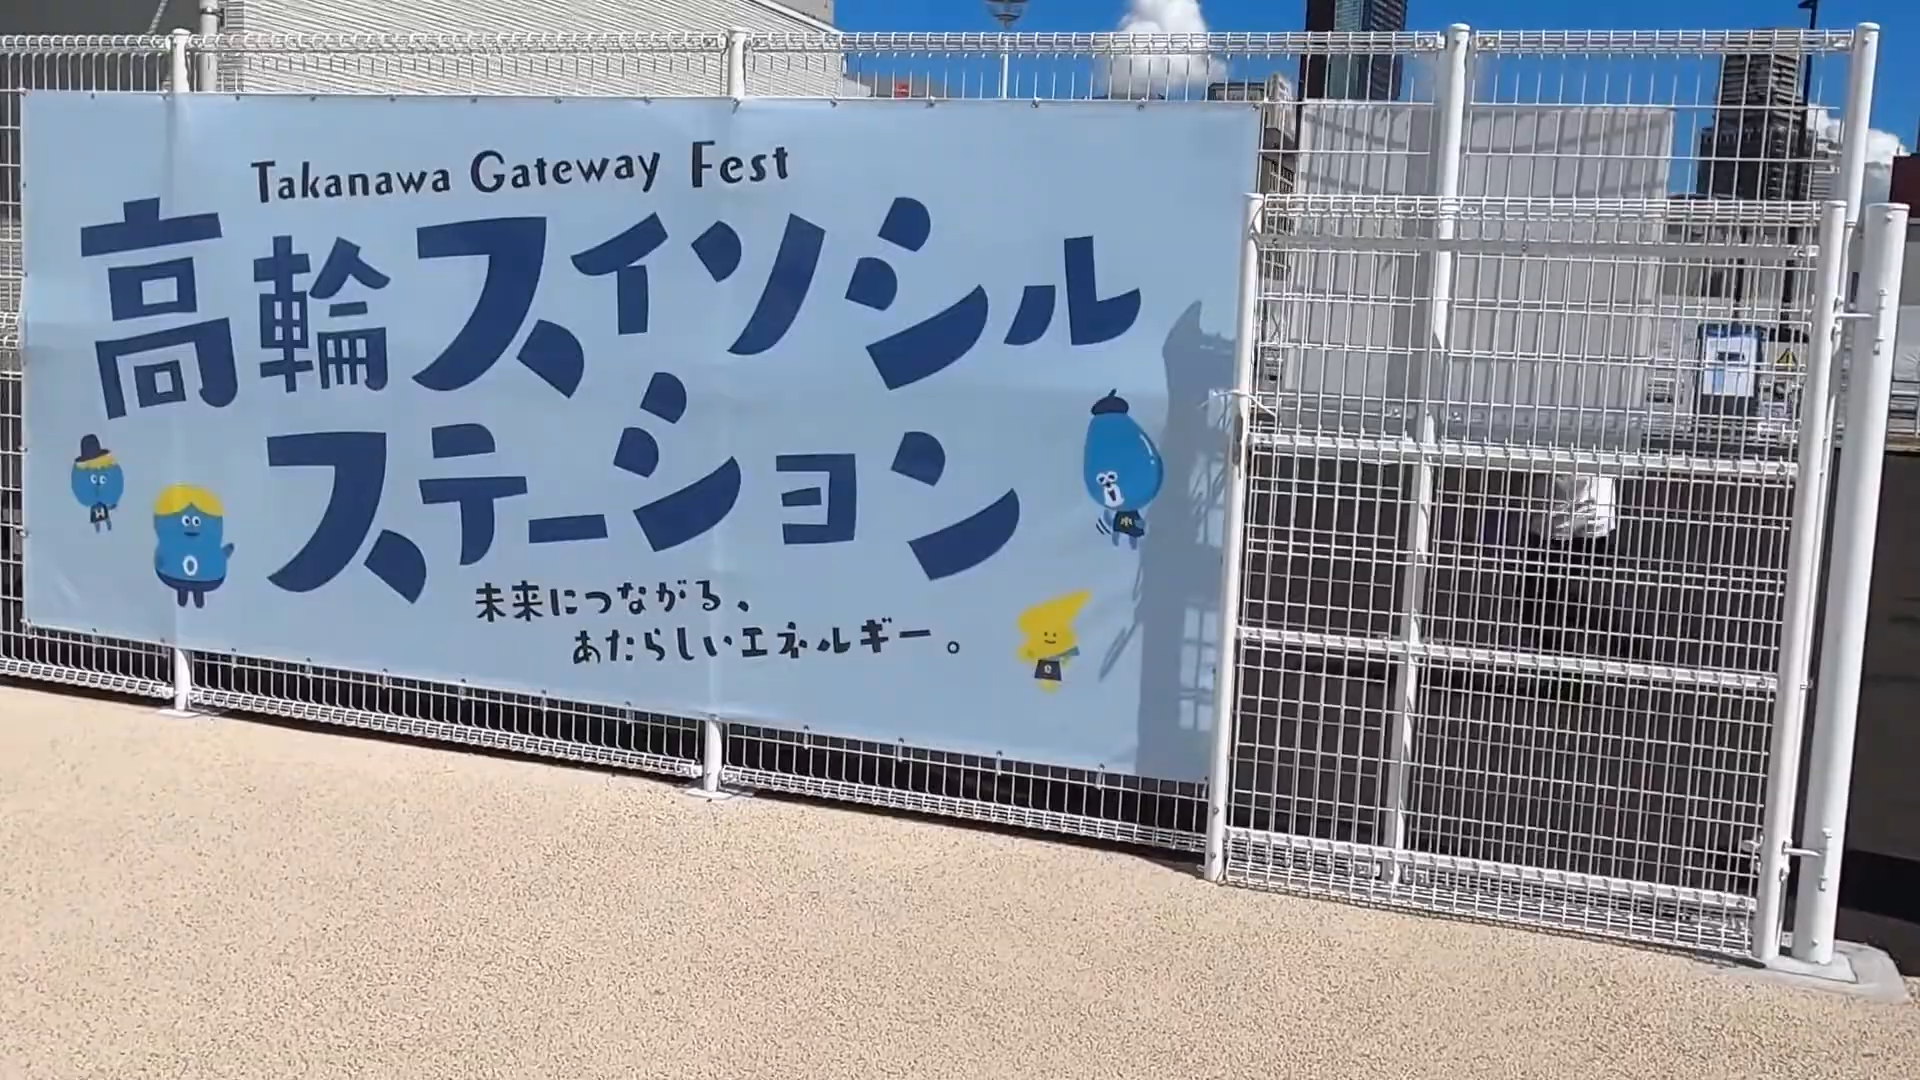 Takanawa Gateway Fest
高輪スイソシル
ステーション
未来につながる、
あたらしいエネルギー。
H
O
水